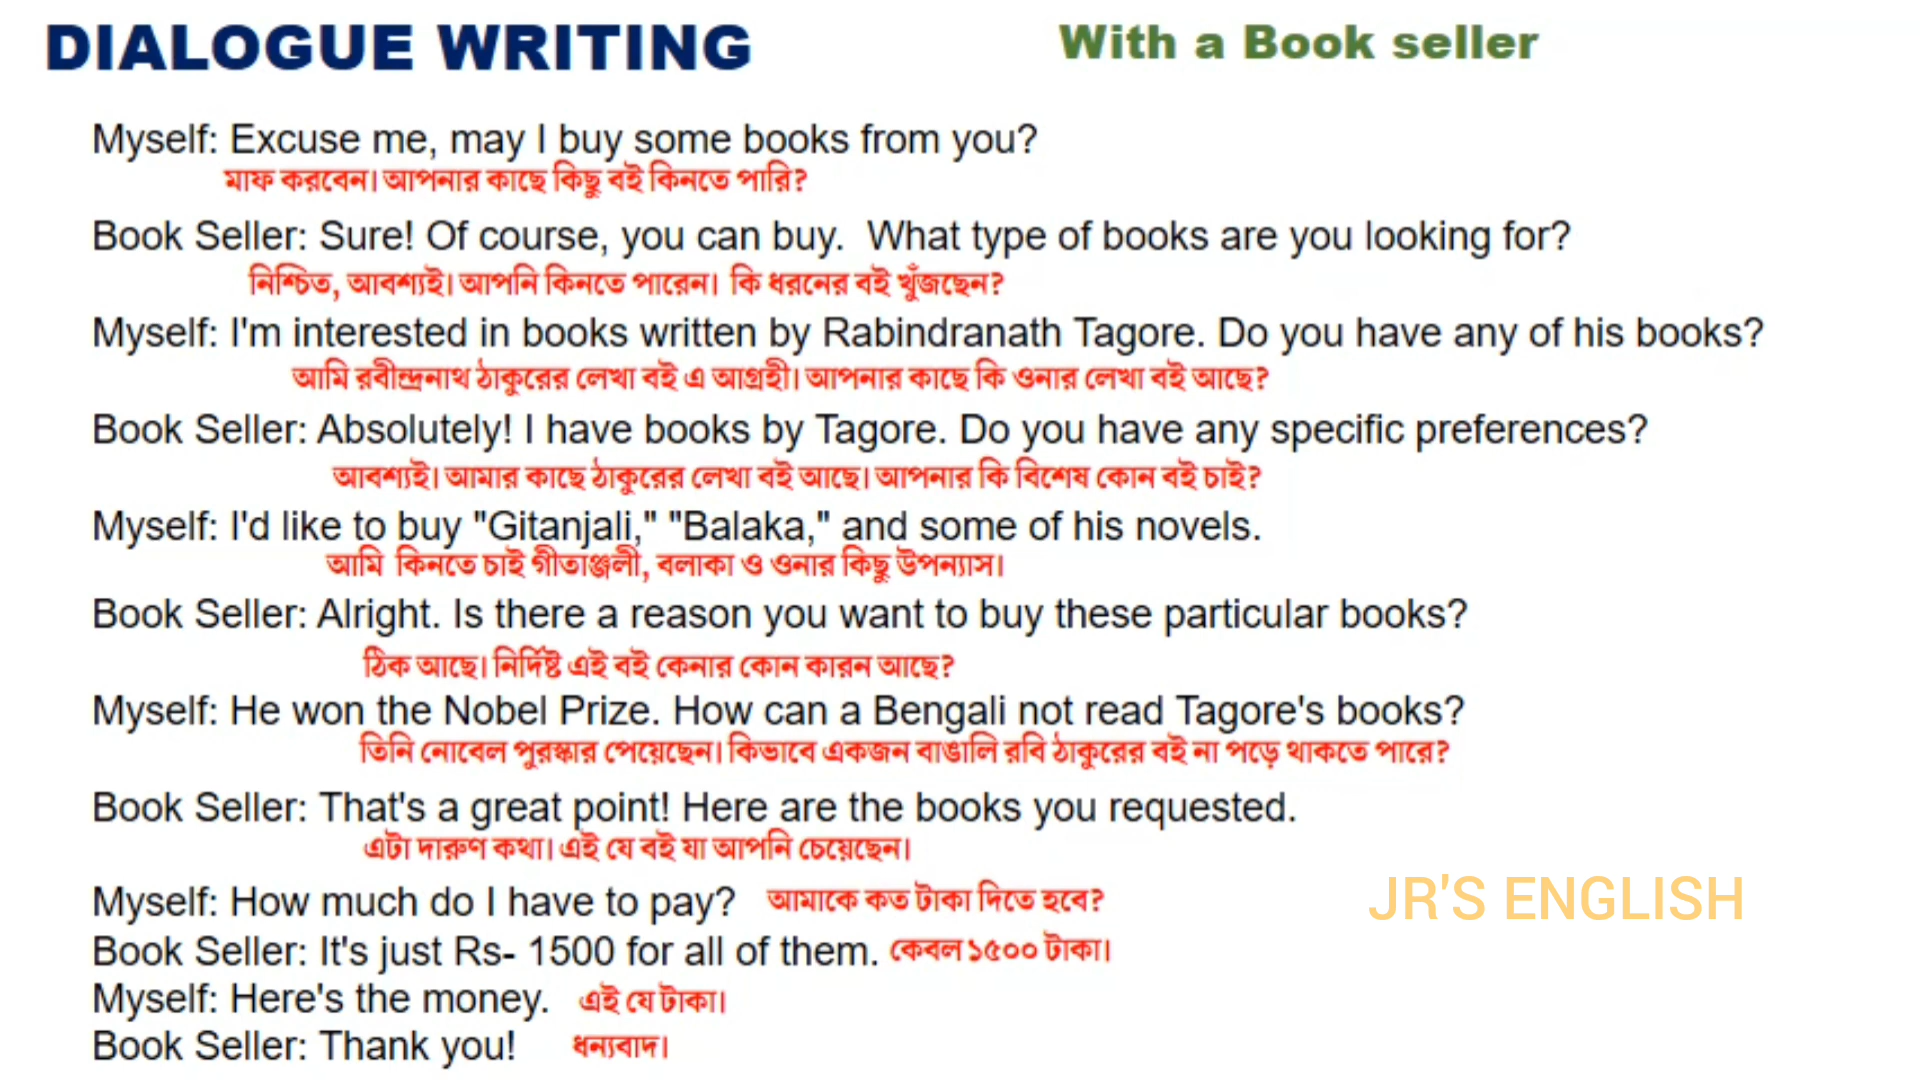 DIALOGUE WRITING
With a Book seller
Myself: Excuse me, may I buy some books from you?
মাফ করবেন। আপনার কাছে কিছু বই কিনতে পারি?
Book Seller: Sure! Of course, you can buy.  What type of books are you looking for?
নিশ্চিত, আবশ্যই। আপনি কিনতে পারেন। কি ধরনের বই খুঁজছেন?
Myself: I'm interested in books written by Rabindranath Tagore. Do you have any of his books?
আমি রবীন্দ্রনাথ ঠাকুরের লেখা বই এ আগ্রহী। আপনার কাছে কি ওনার লেখা বই আছে?
Book Seller: Absolutely! I have books by Tagore. Do you have any specific preferences?
আবশ্যই। আমার কাছে ঠাকুরের লেখা বই আছে। আপনার কি বিশেষ কোন বই চাই?
Myself: I'd like to buy "Gitanjali," "Balaka," and some of his novels.
আমি কিনতে চাই গীতাঞ্জলী, বলাকা ও ওনার কিছু উপন্যাস।
Book Seller: Alright. Is there a reason you want to buy these particular books?
ঠিক আছে। নির্দিষ্ট এই বই কেনার কোন কারন আছে?
Myself: He won the Nobel Prize. How can a Bengali not read Tagore's books?
তিনি নোবেল পুরস্কার পেয়েছেন। কিভাবে একজন বাঙালি রবি ঠাকুরের বই না পড়ে থাকতে পারে?
Book Seller: That's a great point! Here are the books you requested.
এটা দারুণ কথা। এই যে বই যা আপনি চেয়েছেন।
Myself: How much do I have to pay? আমাকে কত টাকা দিতে হবে?
JR'S ENGLISH
Book Seller: It's just Rs- 1500 for all of them. কেবল ১৫০০ টাকা।
Myself: Here's the money. এই যে টাকা।
Book Seller: Thank you! ধন্যবাদ।